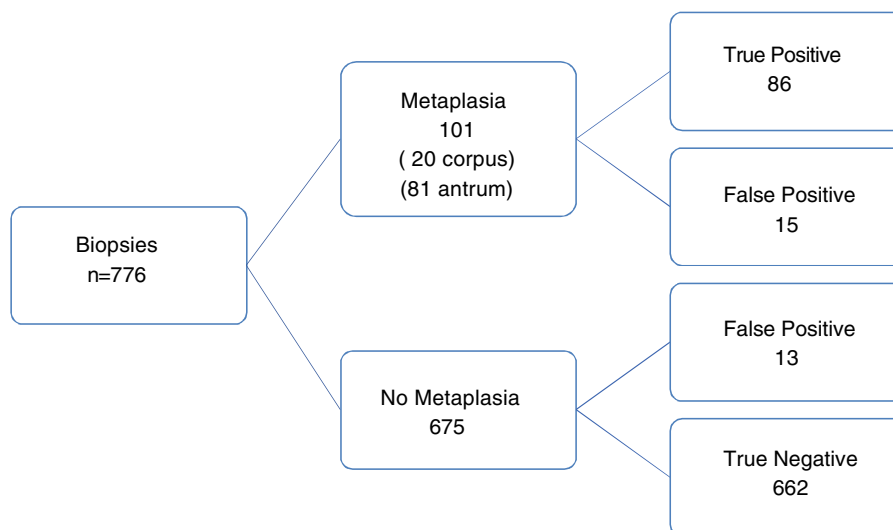 Biopsies
n=776
Metaplasia
101
( 20 corpus)
(81 antrum)
No Metaplasia
675
True Positive
86
False Positive
15
False Positive
13
True Negative
662